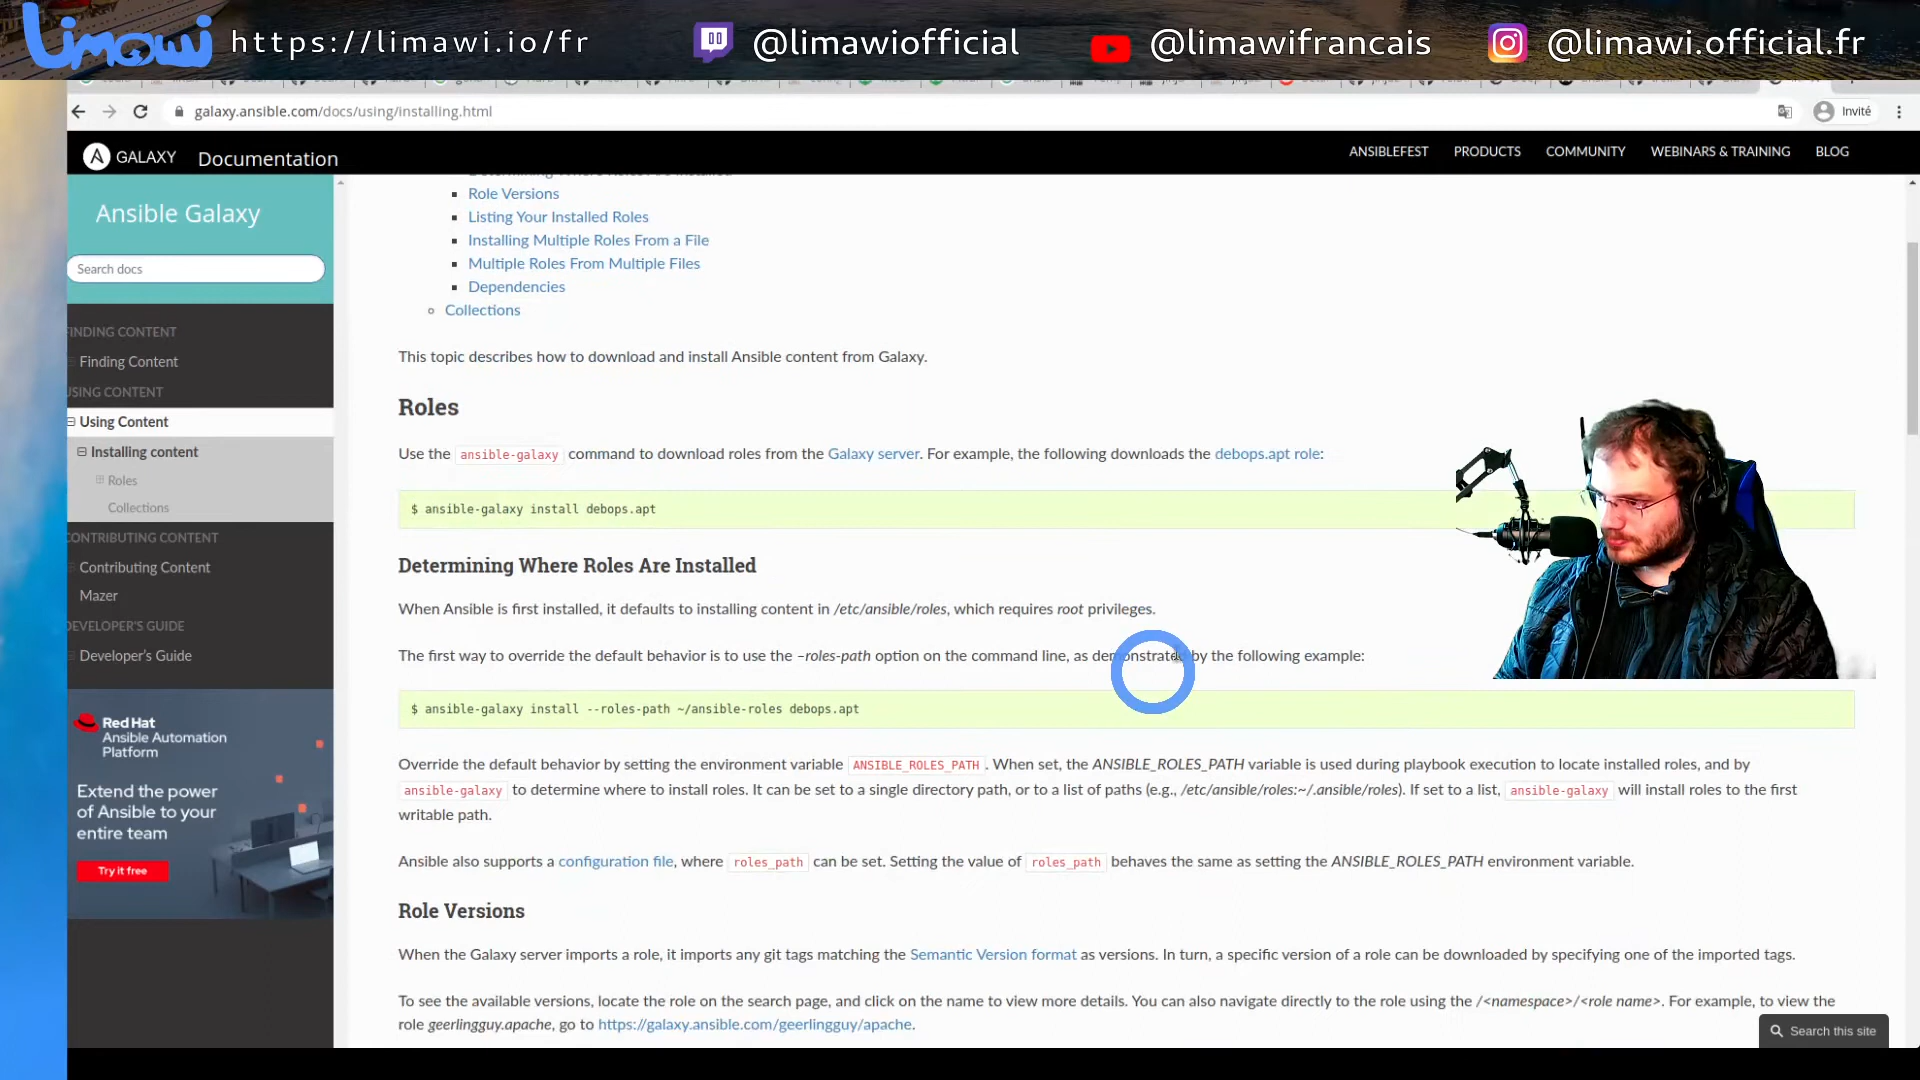 Limawi https://limawi.io/fr @limawiofficial @limawifrancais @limawi.official.fr
galaxy.ansible.com/docs/using/installing.html Invité
A GALAXY Documentation ANSIBLEFEST PRODUCTS COMMUNITY WEBINARS & TRAINING BLOG
Ansible Galaxy
Search docs
FINDING CONTENT
Finding Content
USING CONTENT
Using Content
Installing content
Roles
Collections
CONTRIBUTING CONTENT
Contributing Content
Mazer
DEVELOPER'S GUIDE
Developer's Guide
Red Hat
Ansible Automation
Platform
Extend the power
of Ansible to your
entire team
Try it free
Role Versions
Listing Your Installed Roles
Installing Multiple Roles From a File
Multiple Roles From Multiple Files
Dependencies
Collections
This topic describes how to download and install Ansible content from Galaxy.
Roles
Use the ansible-galaxy command to download roles from the Galaxy server. For example, the following downloads the debops.apt role:
$ ansible-galaxy install debops.apt
Determining Where Roles Are Installed
When Ansible is first installed, it defaults to installing content in /etc/ansible/roles, which requires root privileges.
The first way to override the default behavior is to use the –roles-path option on the command line, as demonstrated by the following example:
$ ansible-galaxy install --roles-path ~/ansible-roles debops.apt
Override the default behavior by setting the environment variable ANSIBLE_ROLES_PATH. When set, the ANSIBLE_ROLES_PATH variable is used during playbook execution to locate installed roles, and by
ansible-galaxy to determine where to install roles. It can be set to a single directory path, or to a list of paths (e.g., /etc/ansible/roles:~/.ansible/roles). If set to a list, ansible-galaxy will install roles to the first
writable path.
Ansible also supports a configuration file, where roles_path can be set. Setting the value of roles_path behaves the same as setting the ANSIBLE_ROLES_PATH environment variable.
Role Versions
When the Galaxy server imports a role, it imports any git tags matching the Semantic Version format as versions. In turn, a specific version of a role can be downloaded by specifying one of the imported tags.
To see the available versions, locate the role on the search page, and click on the name to view more details. You can also navigate directly to the role using the /<namespace>/<role name>. For example, to view the
role geerlingguy.apache, go to https://galaxy.ansible.com/geerlingguy/apache.
Search this site